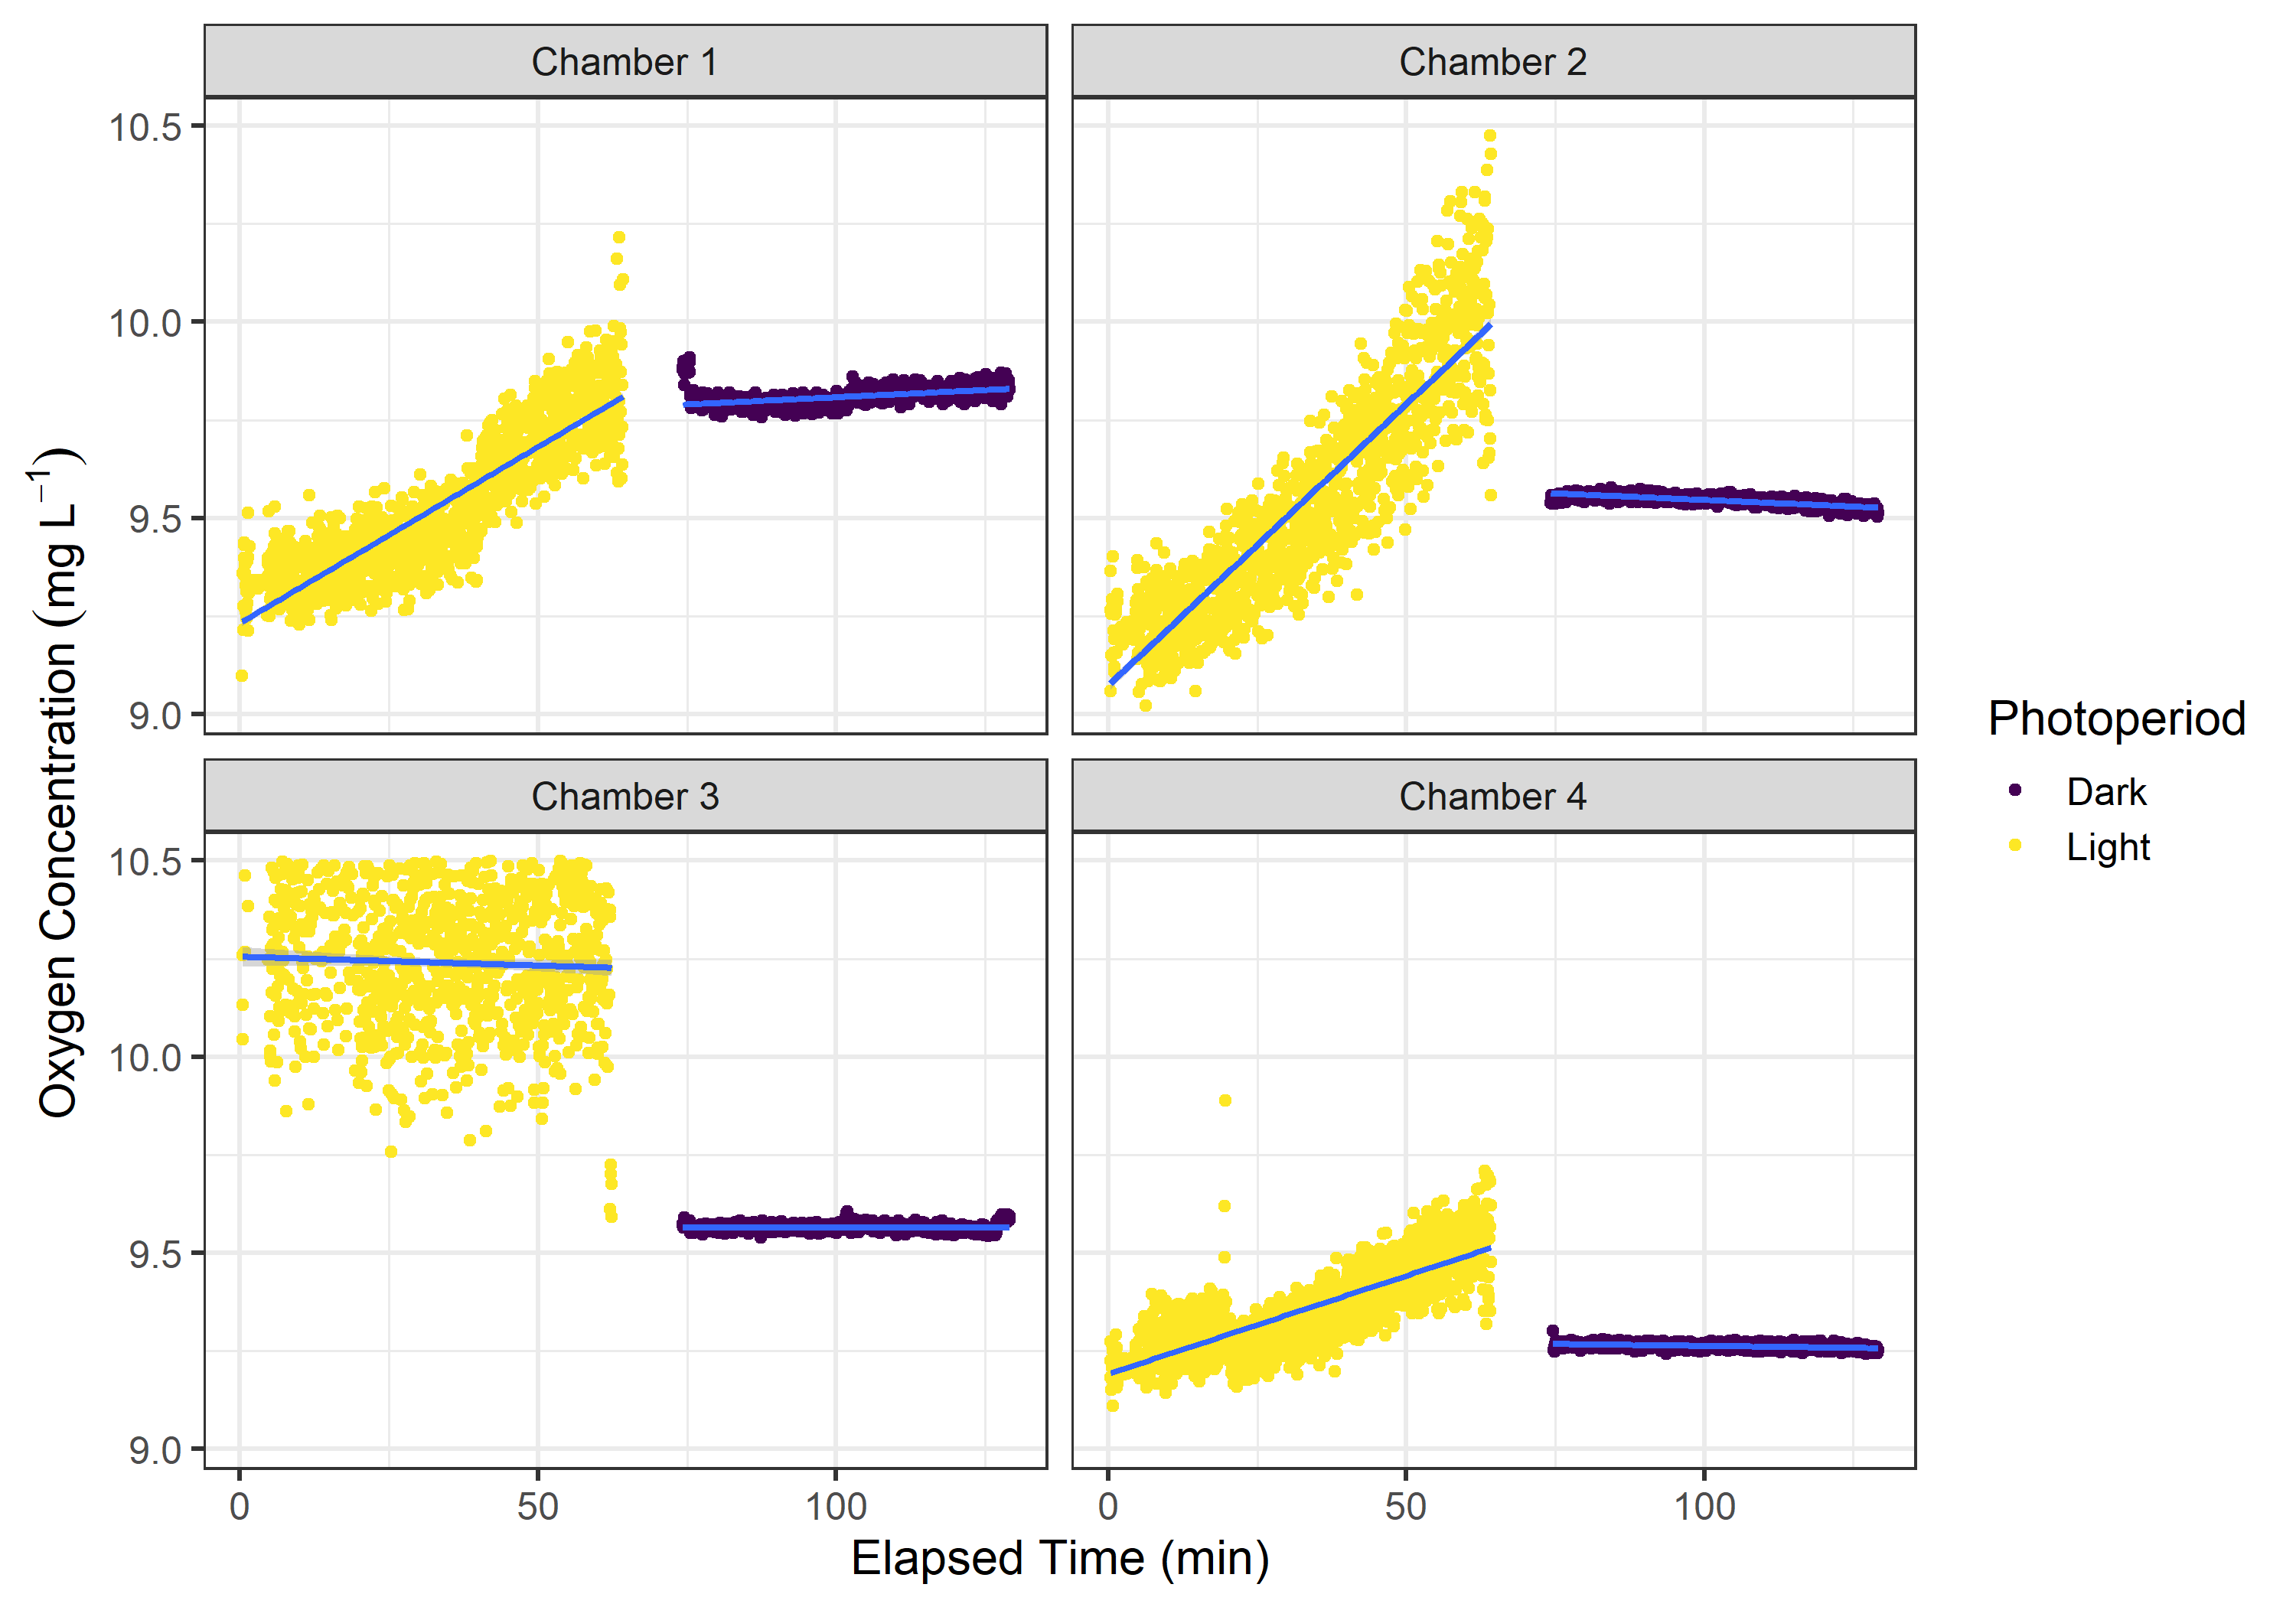 Chamber 1
Chamber 2
10.5
10.0
9.5
9.0
Chamber 3
Chamber 4
10.5
10.0
9.5
9.0
0
50
100
0
50
100
Elapsed Time (min)
Oxygen Concentration (mg L⁻¹)
Photoperiod
Dark
Light